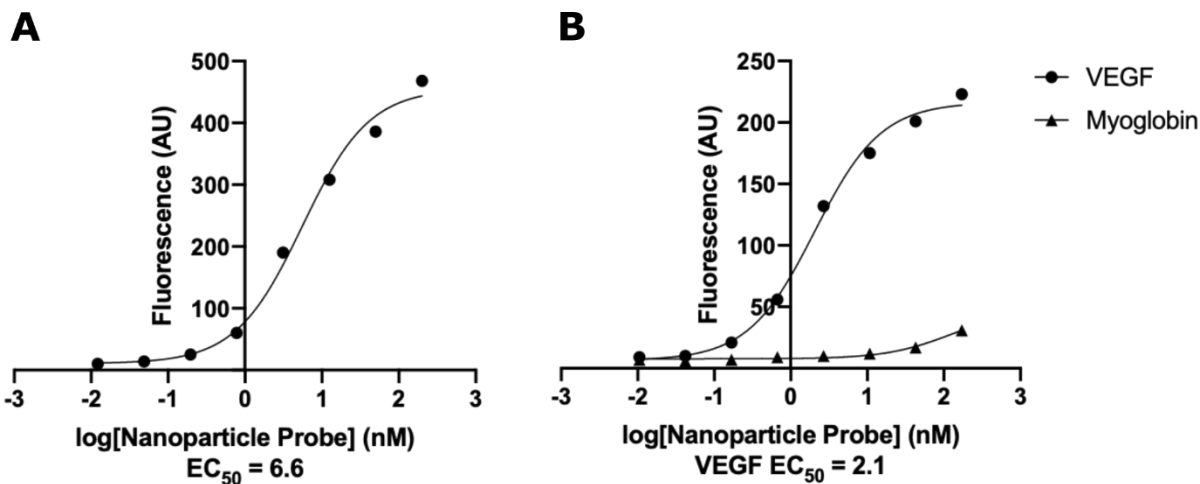 A
Fluorescence (AU)
500
400
300
200
100
-3 -2 -1 0 1 2 3
log[Nanoparticle Probe] (nM)
EC50 = 6.6
B
Fluorescence (AU)
250
200
150
100
50
-3 -2 -1 0 1 2 3
log[Nanoparticle Probe] (nM)
VEGF EC50 = 2.1
VEGF
Myoglobin